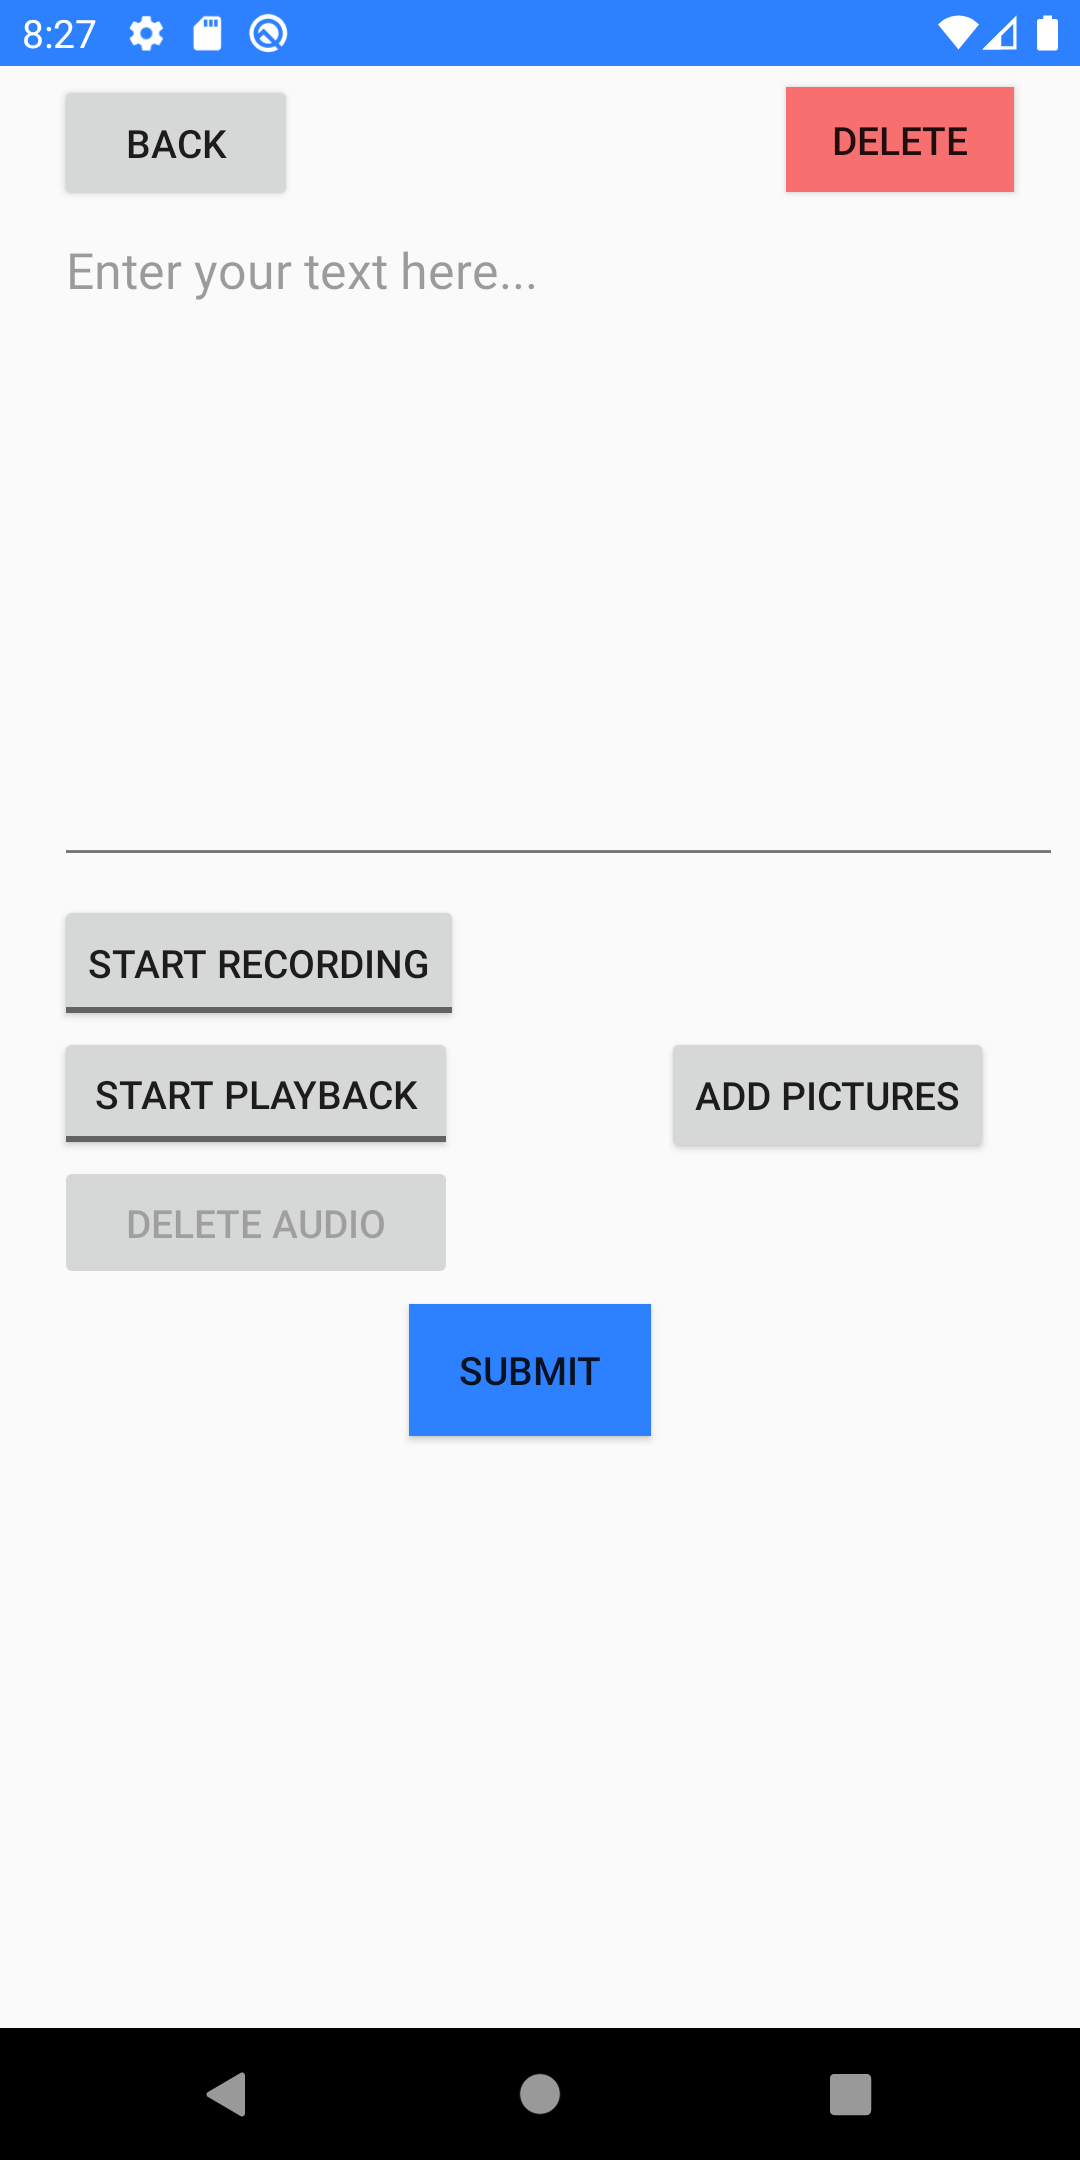 8:27
BACK
DELETE
Enter your text here...
START RECORDING
START PLAYBACK
ADD PICTURES
DELETE AUDIO
SUBMIT